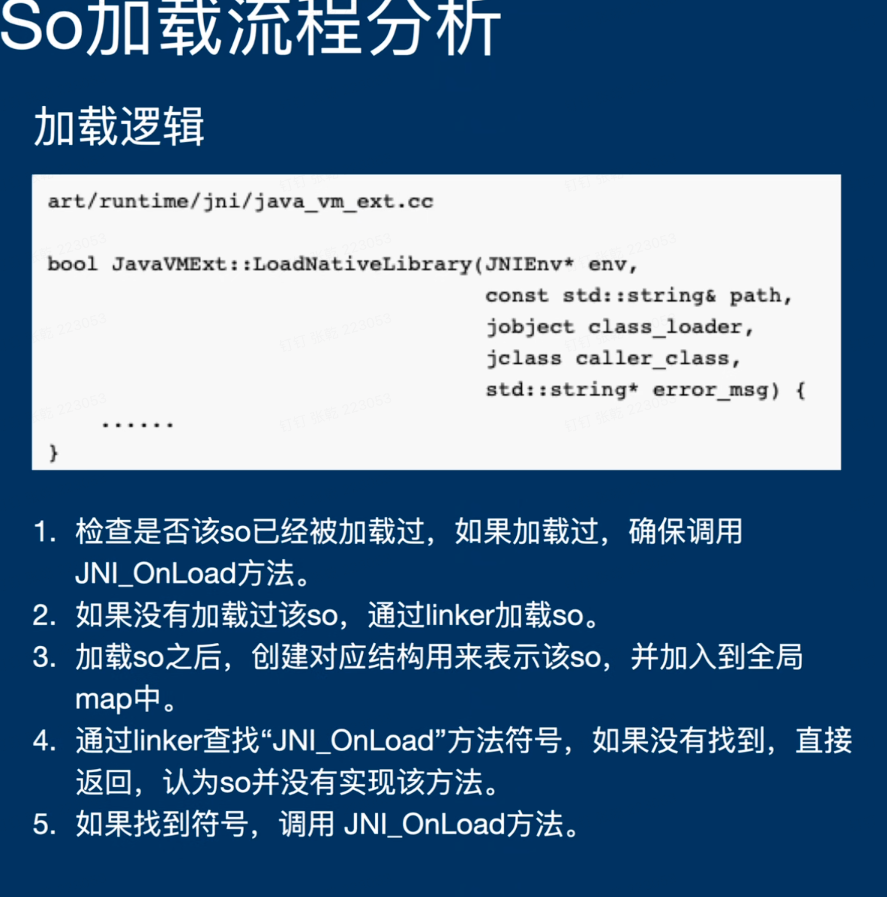 So加载流程分析
加载逻辑
art/runtime/jni/java_vm_ext.cc
bool JavaVMExt::LoadNativeLibrary(JNIEnv* env,
const std::string& path,
jobject class_loader,
jclass caller_class,
std::string* error_msg) {
......
}
1. 检查是否该so已经被加载过，如果加载过，确保调用
JNI_OnLoad方法。
2. 如果没有加载过该so，通过linker加载so。
3. 加载so之后，创建对应结构用来表示该so，并加入到全局
map中。
4. 通过linker查找“JNI_OnLoad”方法符号，如果没有找到，直接
返回，认为so并没有实现该方法。
5. 如果找到符号，调用 JNI_OnLoad方法。